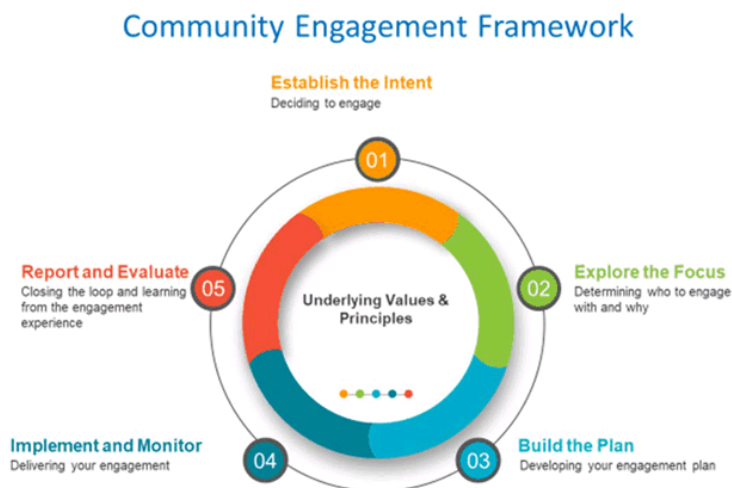 Community Engagement Framework
Establish the Intent
Deciding to engage
01
Report and Evaluate
Closing the loop and learning
from the engagement
experience
05
Underlying Values &
Principles
02
Explore the Focus
Determining who to engage
with and why
Implement and Monitor
Delivering your engagement
04
03
Build the Plan
Developing your engagement plan